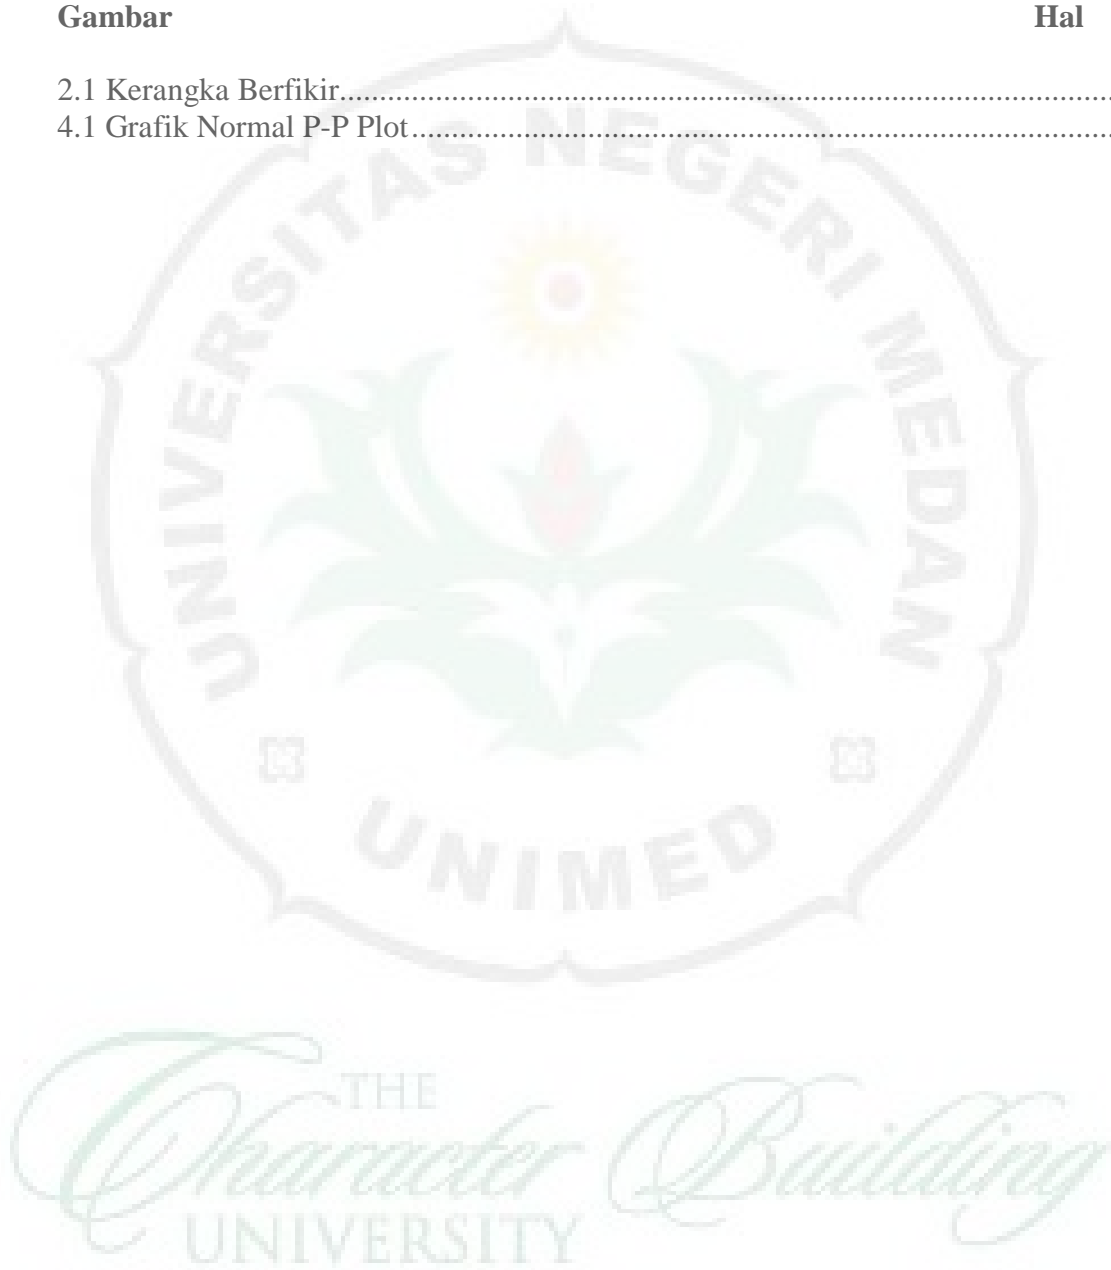 Gambar Hal
2.1 Kerangka Berfikir........................................................................................................
4.1 Grafik Normal P-P Plot...............................................................................................
UNIVERSITAS NEGERI MEDAN
UNIMED
THE
Character Building
UNIVERSITY